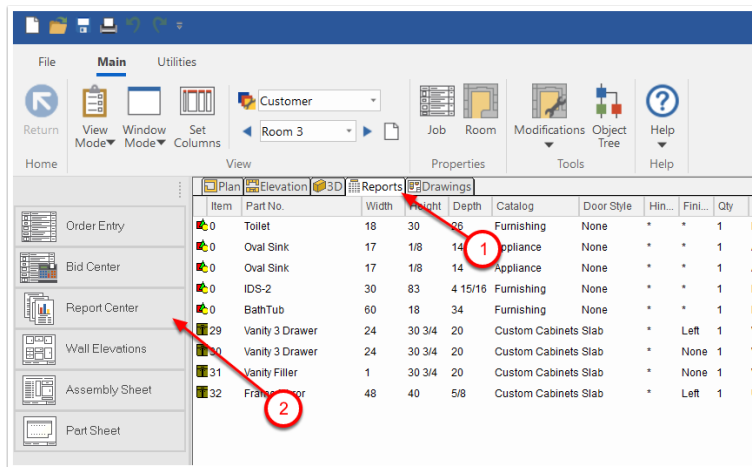 File Main Utilities
Customer
Room 3
Return View Mode Window Mode Set Columns Job Room Modifications Object Tree Help
Home View Properties Tools Help
Plan Elevation 3D Reports Drawings
Item Part No. Width Height Depth Catalog Door Style Hin... Fini... Qty
0 Toilet 18 30 26 Furnishing None * * 1
0 Oval Sink 17 1/8 14 Appliance None * * 1
0 Oval Sink 17 1/8 14 Appliance None * * 1
0 IDS-2 30 83 4 15/16 Furnishing None * * 1
0 BathTub 60 18 34 Furnishing None * * 1
29 Vanity 3 Drawer 24 30 3/4 20 Custom Cabinets Slab * Left 1
30 Vanity 3 Drawer 24 30 3/4 20 Custom Cabinets Slab * None 1
31 Vanity Filler 1 30 3/4 20 Custom Cabinets Slab * None 1
32 48 40 5/8 Custom Cabinets Slab * Left 1
Order Entry
Bid Center
Report Center
Wall Elevations
Assembly Sheet
Part Sheet
1
2